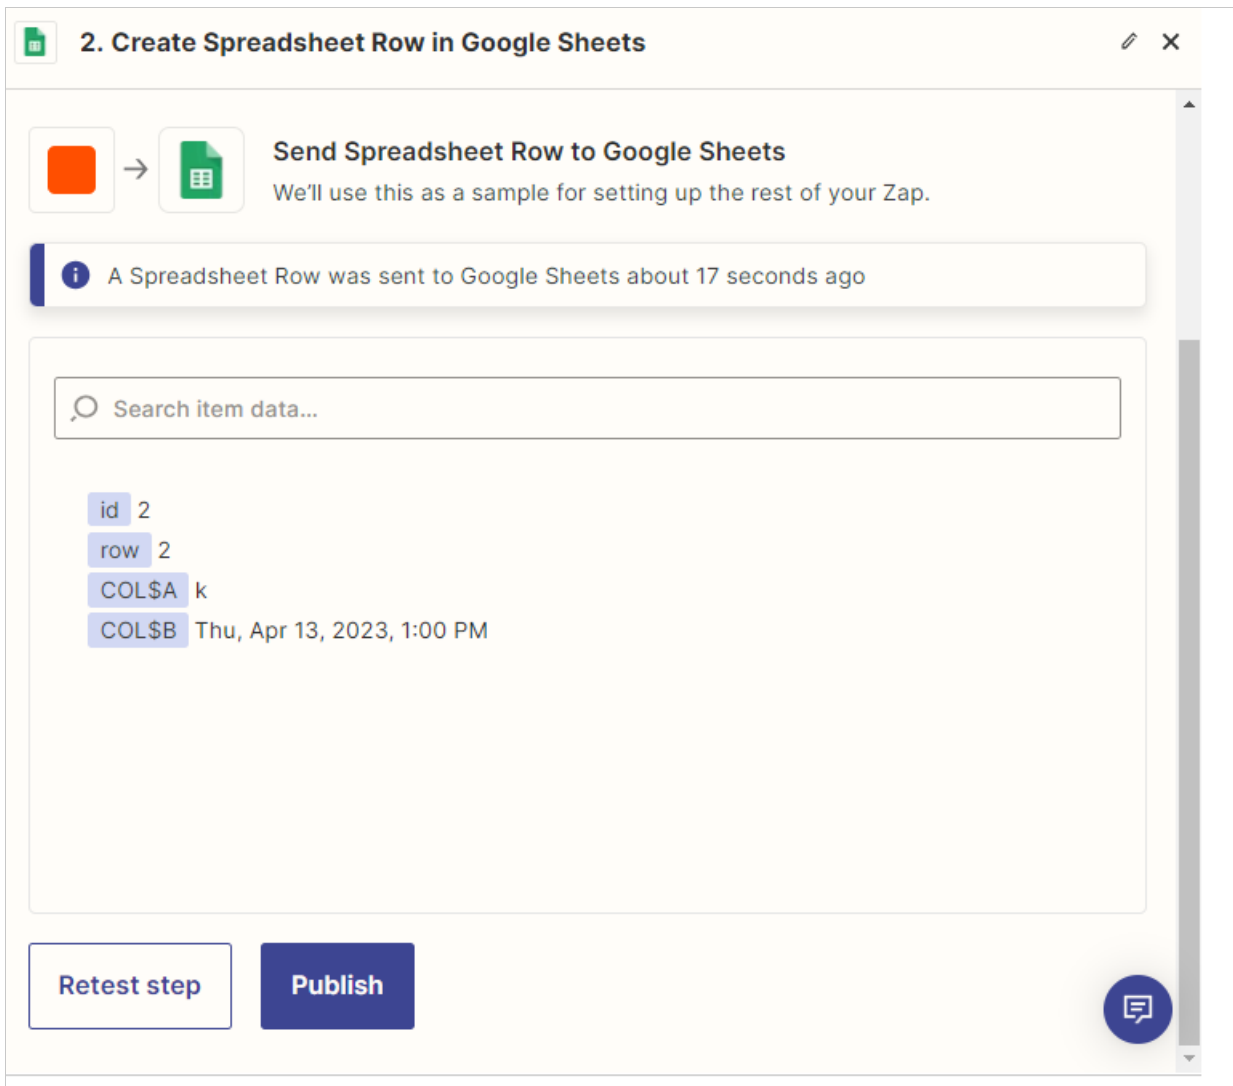 2. Create Spreadsheet Row in Google Sheets
Send Spreadsheet Row to Google Sheets
We'll use this as a sample for setting up the rest of your Zap.
A Spreadsheet Row was sent to Google Sheets about 17 seconds ago
Search item data...
id 2
row 2
COL$A k
COL$B Thu, Apr 13, 2023, 1:00 PM
Retest step
Publish